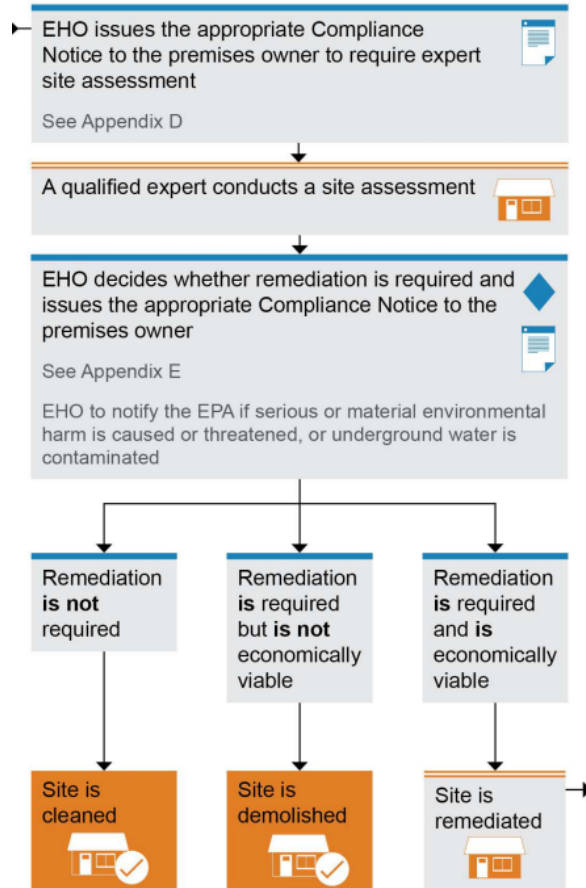 EHO issues the appropriate Compliance
Notice to the premises owner to require expert
site assessment
See Appendix D
A qualified expert conducts a site assessment
EHO decides whether remediation is required and
issues the appropriate Compliance Notice to the
premises owner
See Appendix E
EHO to notify the EPA if serious or material environmental
harm is caused or threatened, or underground water is
contaminated
Remediation
is not
required
Remediation
is required
but is not
economically
viable
Remediation
is required
and is
economically
viable
Site is
cleaned
Site is
demolished
Site is
remediated